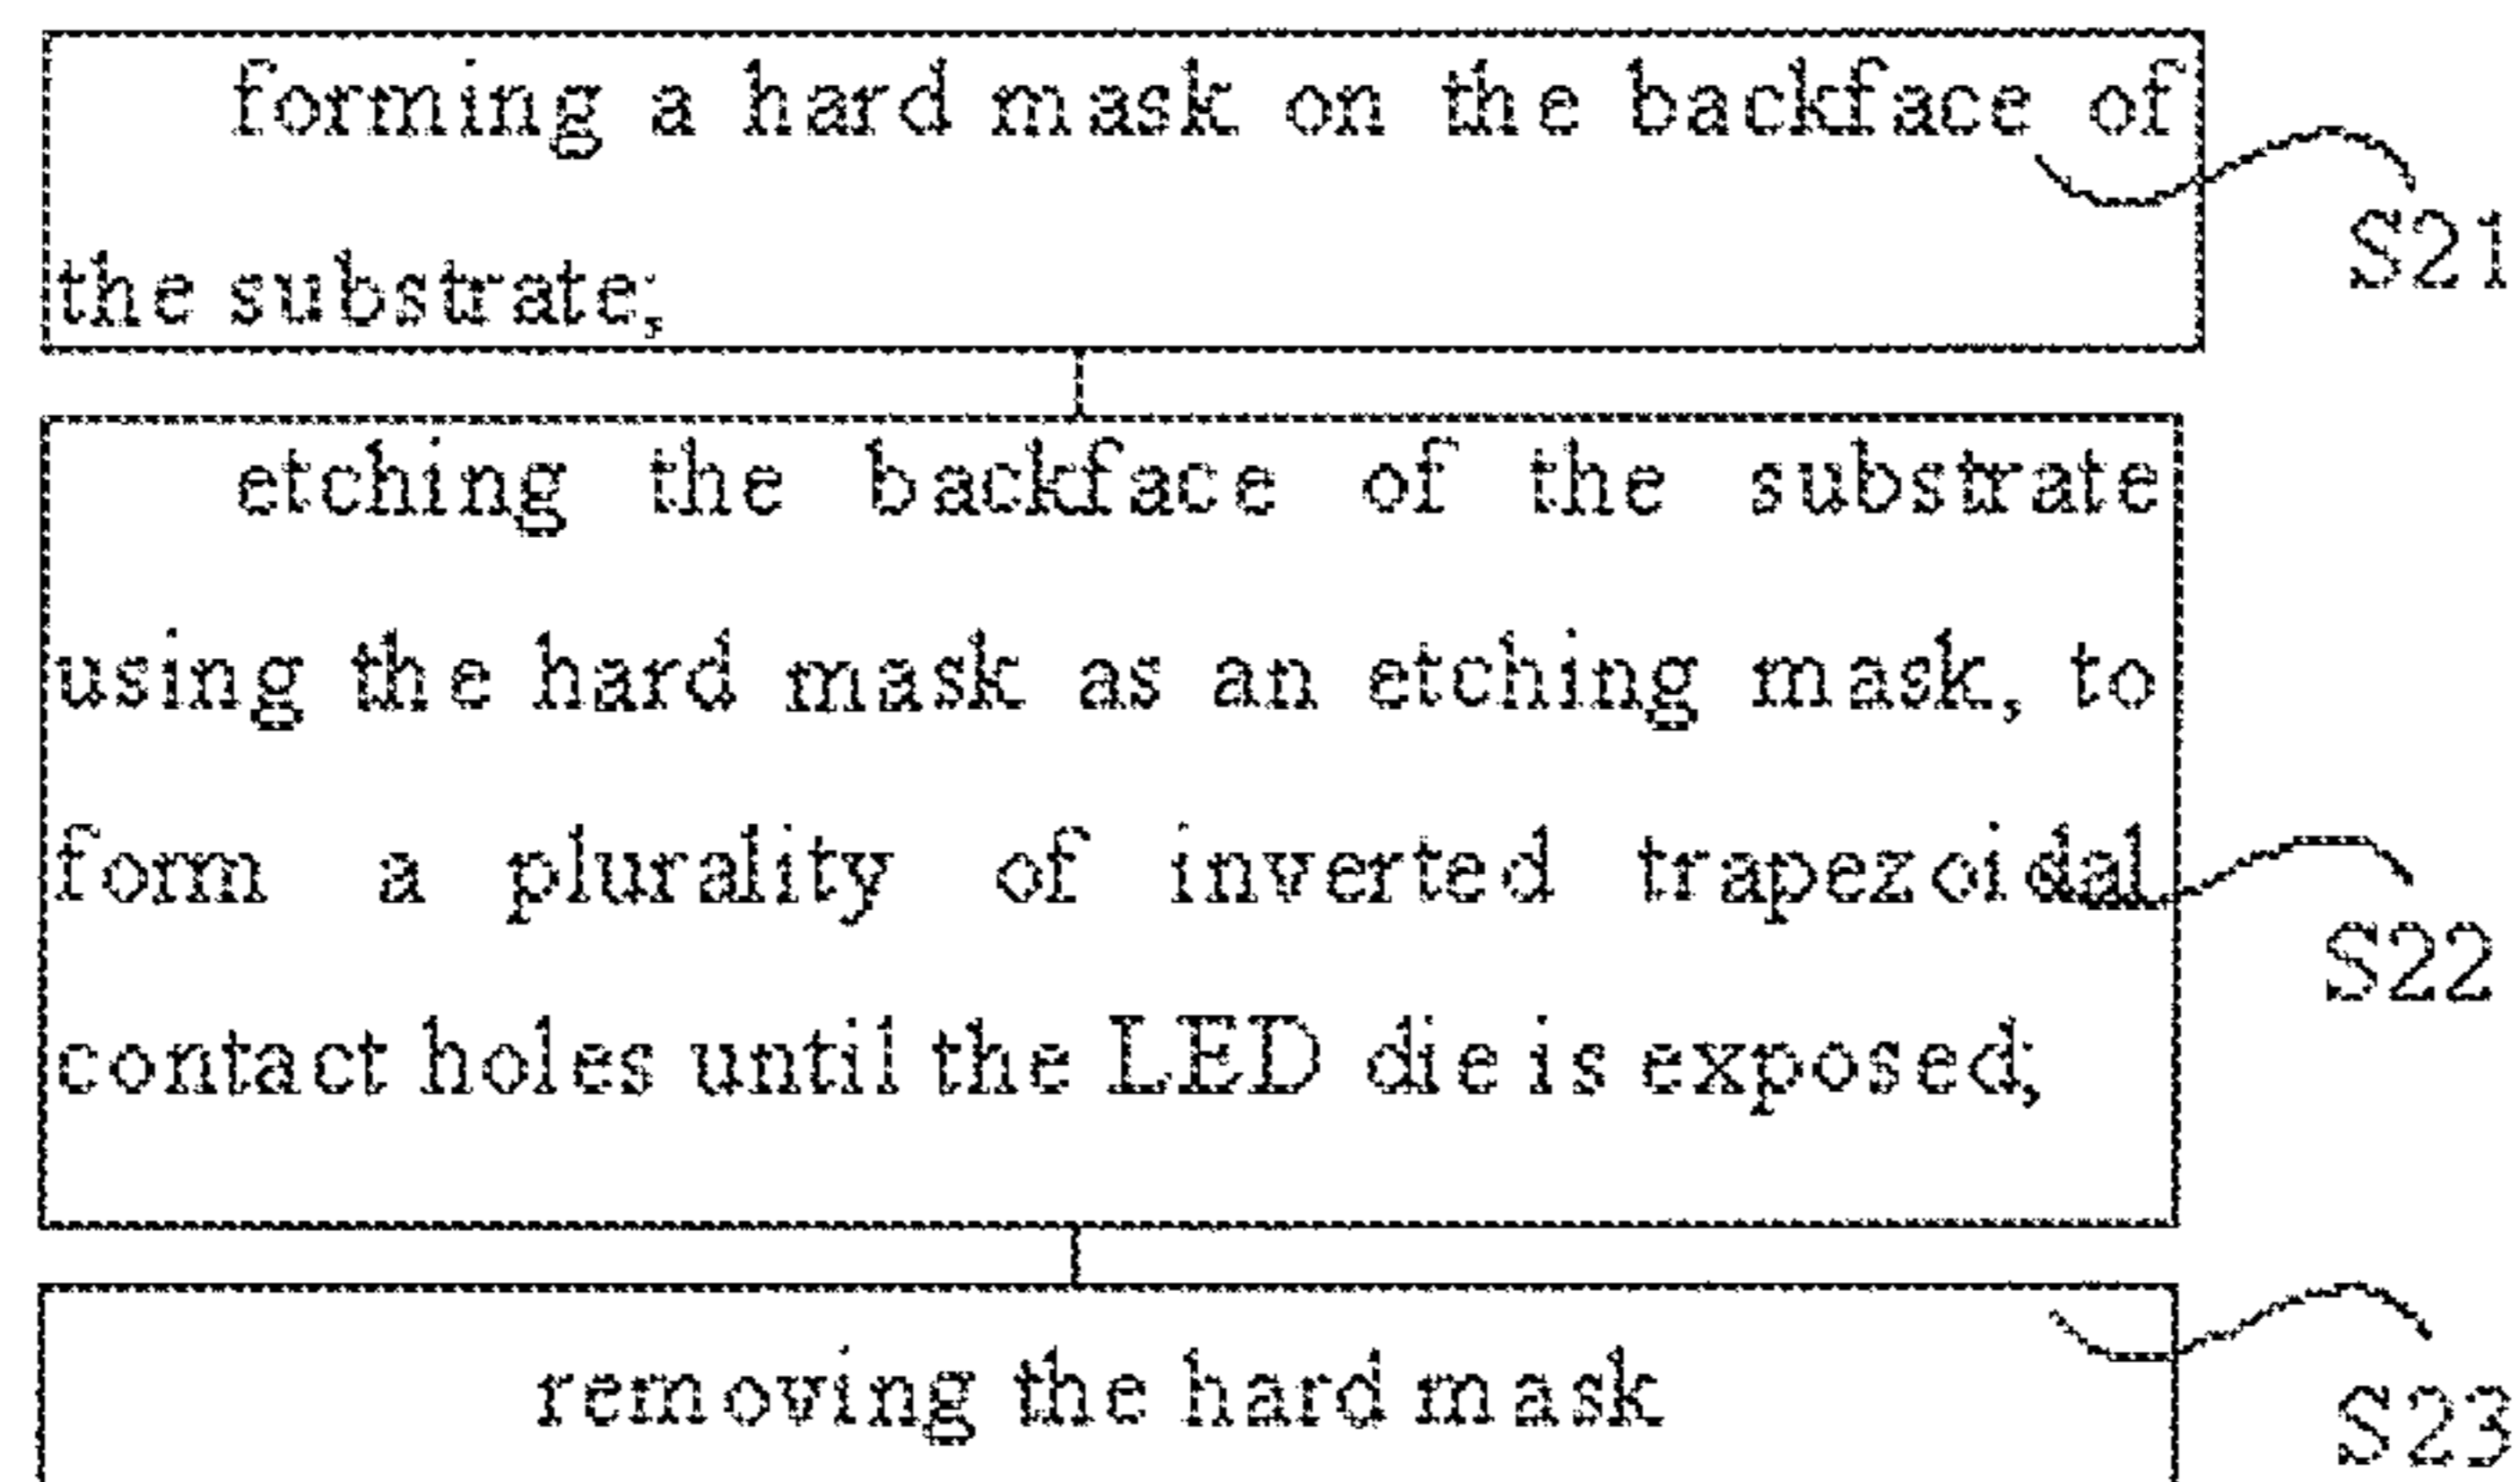 forming a hard mask on the backface of
the substrate;
S21
etching the backface of the substrate
using the hard mask as an etching mask, to
form a plurality of inverted trapezoidal
contact holes until the LED die is exposed;
S22
removing the hard mask
S23